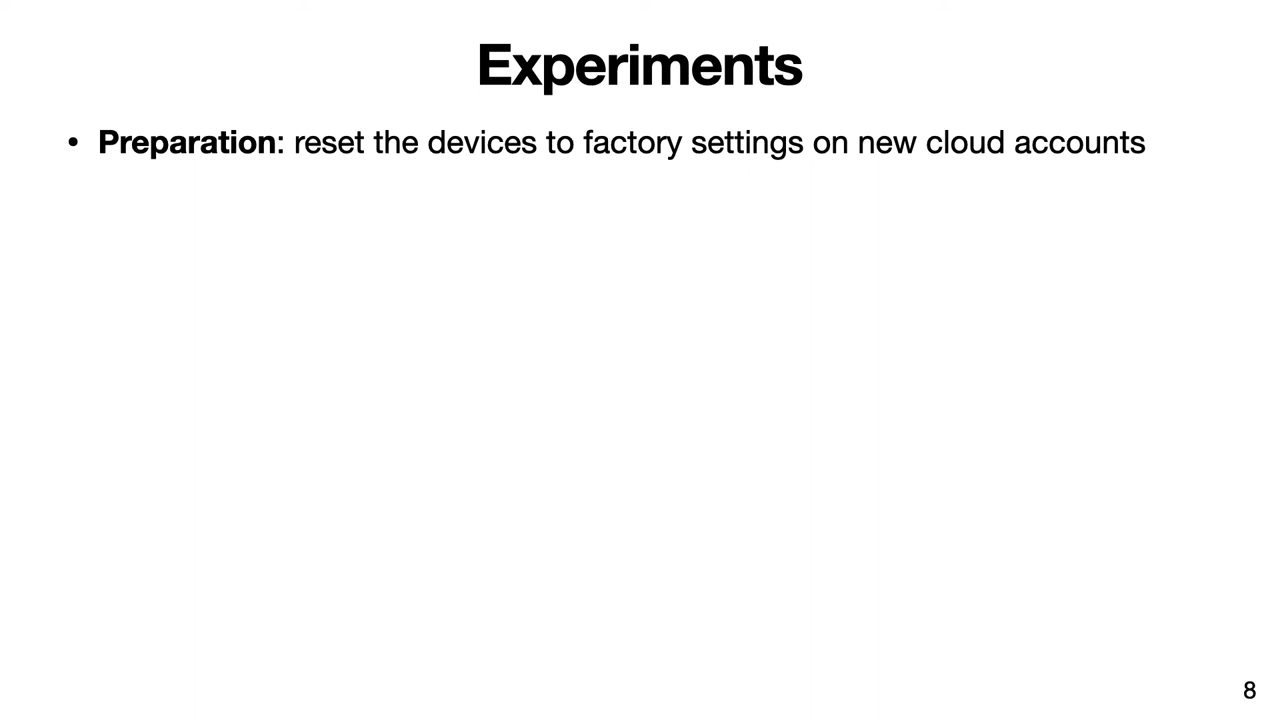 Experiments
• Preparation: reset the devices to factory settings on new cloud accounts
8